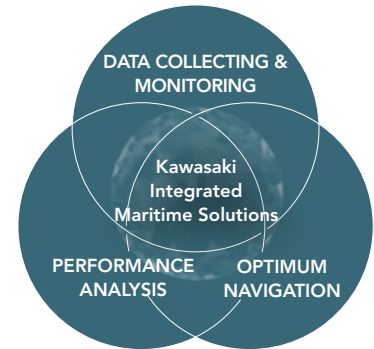 DATA COLLECTING &
MONITORING
Kawasaki
Integrated
Maritime Solutions
PERFORMANCE
ANALYSIS
OPTIMUM
NAVIGATION